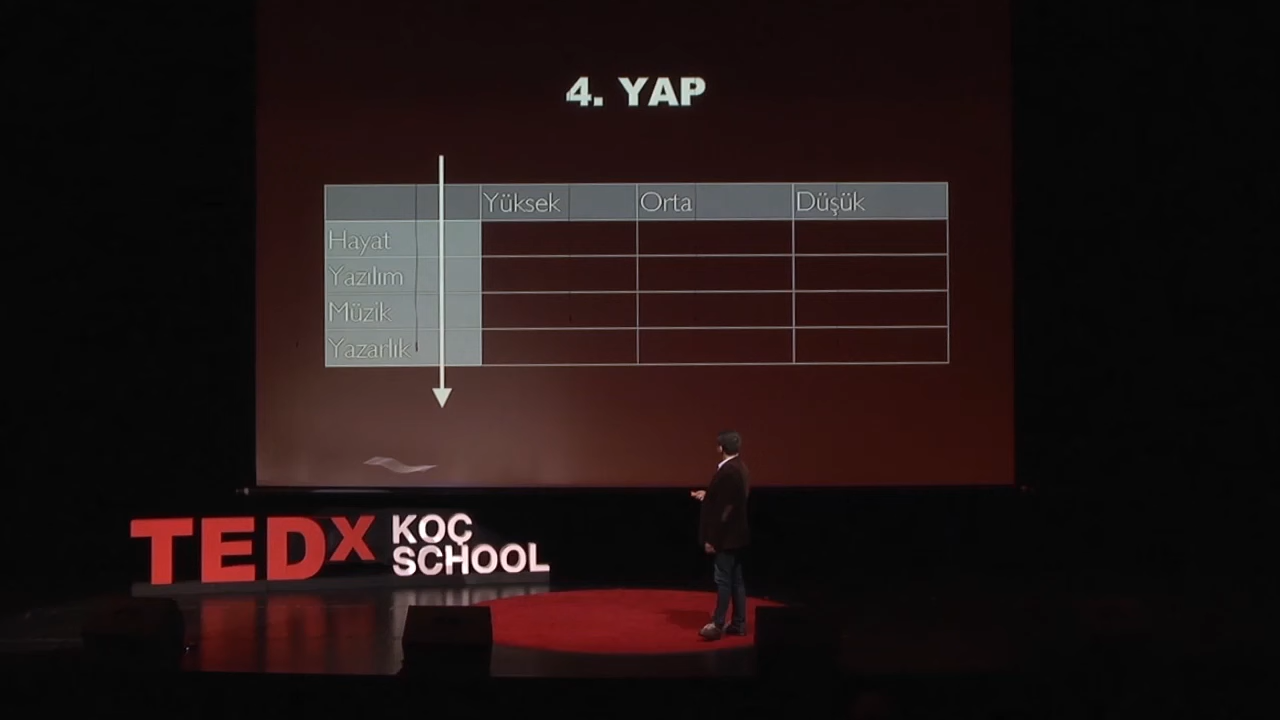 4. YAP
Yüksek Orta Düşük
Hayat
Yazılım
Müzik
Yazarlık
TEDx KOÇ
SCHOOL